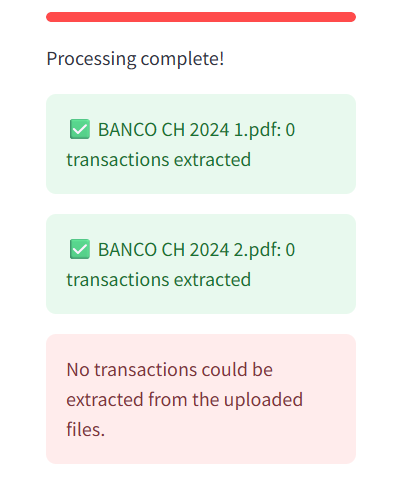 Processing complete!
✅ BANCO CH 2024 1.pdf: 0
transactions extracted
✅ BANCO CH 2024 2.pdf: 0
transactions extracted
No transactions could be
extracted from the uploaded
files.